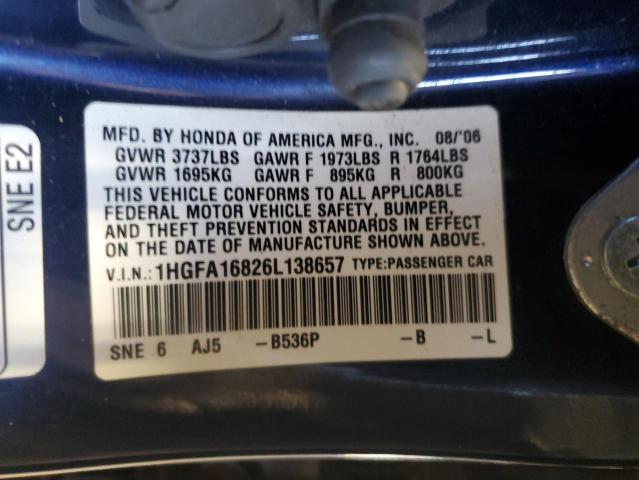 MFD. BY HONDA OF AMERICA MFG., INC. 08/'06
GVWR 3737LBS GAWR F 1973LBS R 1764LBS
GVWR 1695KG GAWR F 895KG R 800KG
THIS VEHICLE CONFORMS TO ALL APPLICABLE
FEDERAL MOTOR VEHICLE SAFETY, BUMPER,
AND THEFT PREVENTION STANDARDS IN EFFECT
ON THE DATE OF MANUFACTURE SHOWN ABOVE.
V.I.N.: 1HGFA16826L138657 TYPE:PASSENGER CAR
SNE 6 AJ5 -B536P -B -L
SNE E2